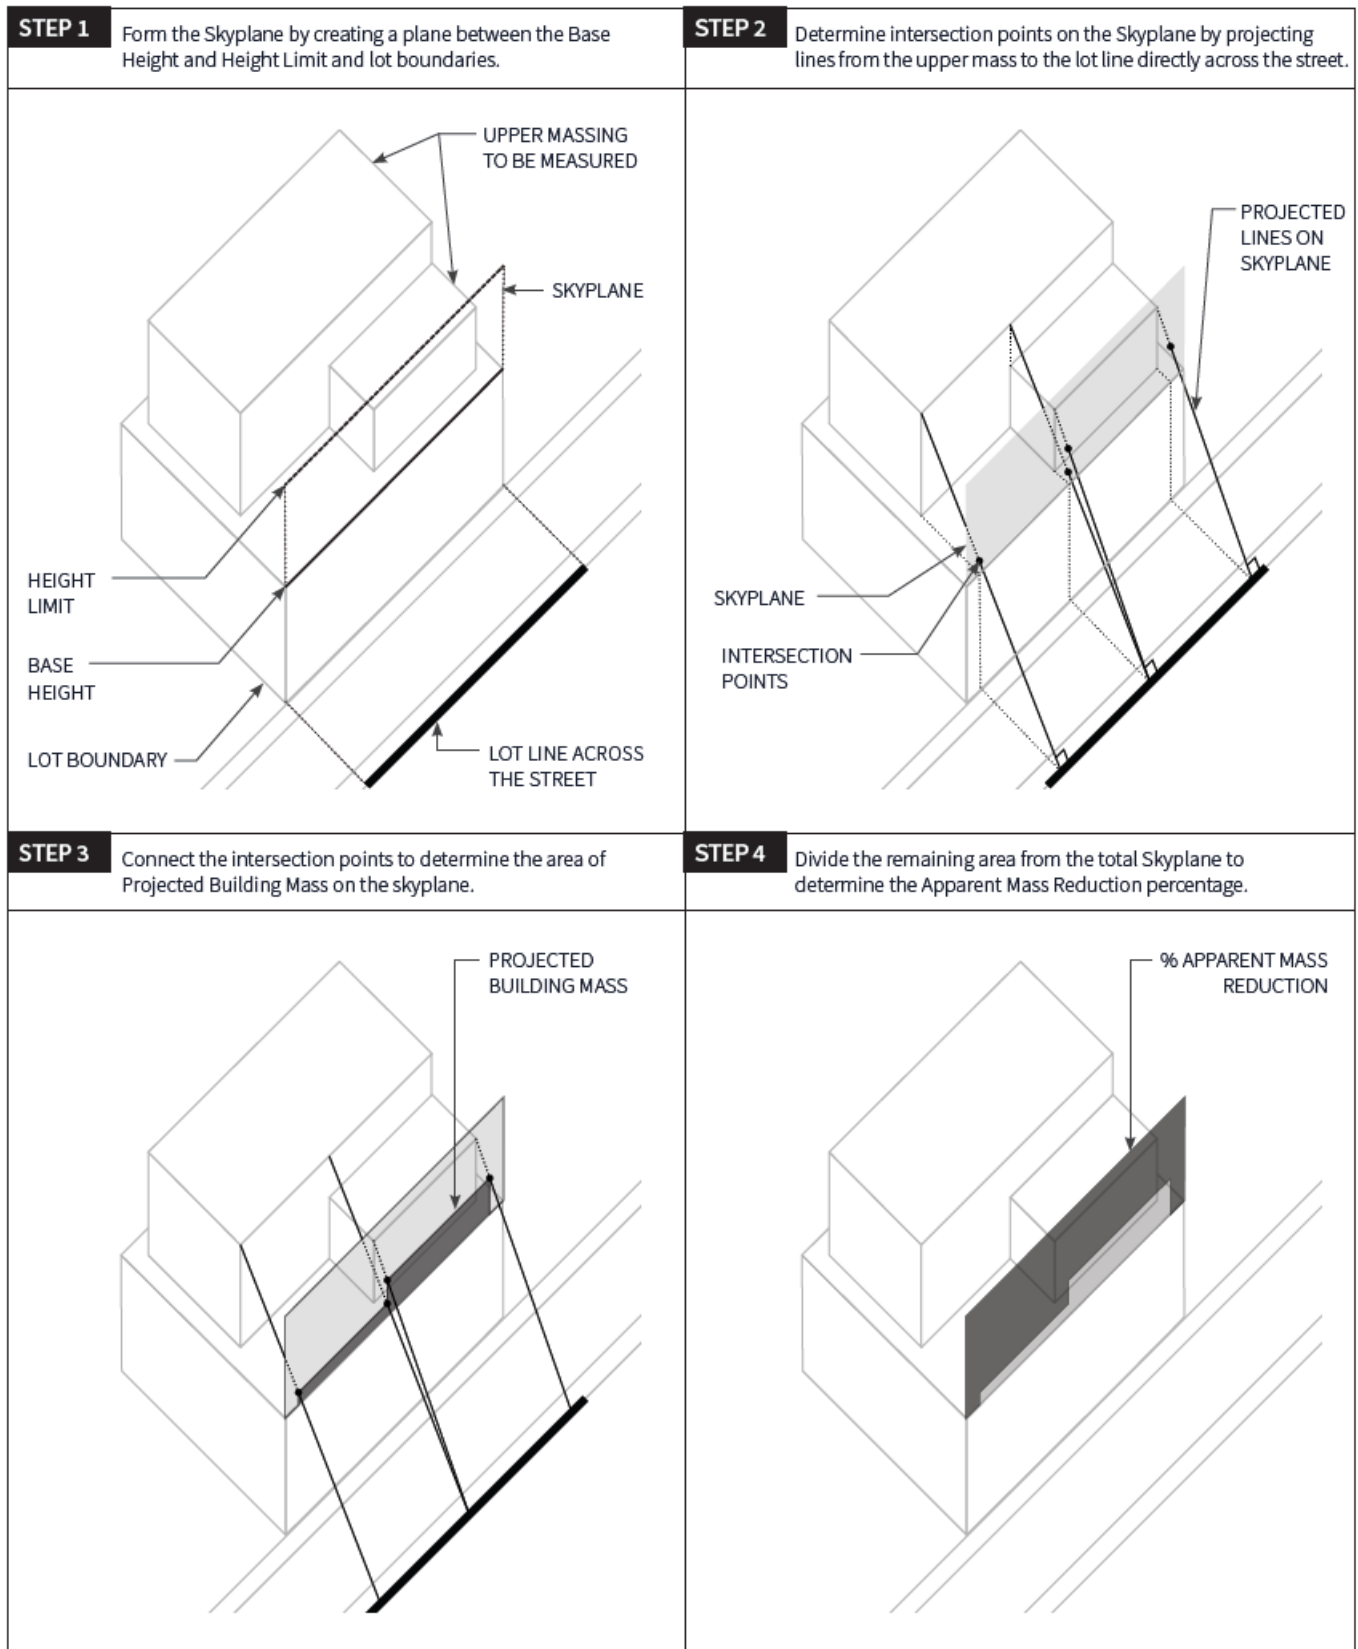 STEP 1
Form the Skyplane by creating a plane between the Base
Height and Height Limit and lot boundaries.
UPPER MASSING
TO BE MEASURED
SKYPLANE
HEIGHT
LIMIT
BASE
HEIGHT
LOT BOUNDARY
LOT LINE ACROSS
THE STREET
STEP 2
Determine intersection points on the Skyplane by projecting
lines from the upper mass to the lot line directly across the street.
PROJECTED
LINES ON
SKYPLANE
SKYPLANE
INTERSECTION
POINTS
STEP 3
Connect the intersection points to determine the area of
Projected Building Mass on the skyplane.
PROJECTED
BUILDING MASS
STEP 4
Divide the remaining area from the total Skyplane to
determine the Apparent Mass Reduction percentage.
% APPARENT MASS
REDUCTION